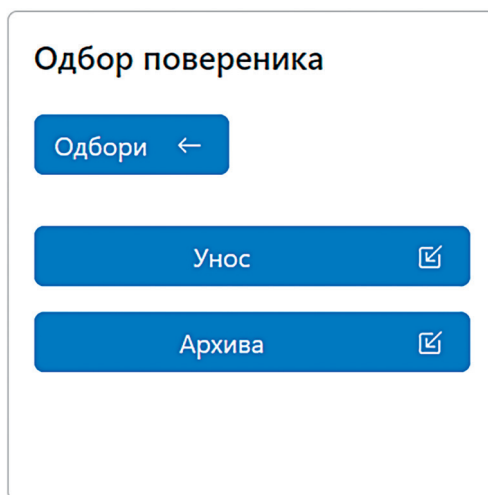 Одбор повереника
Одбори
Унос
Архива